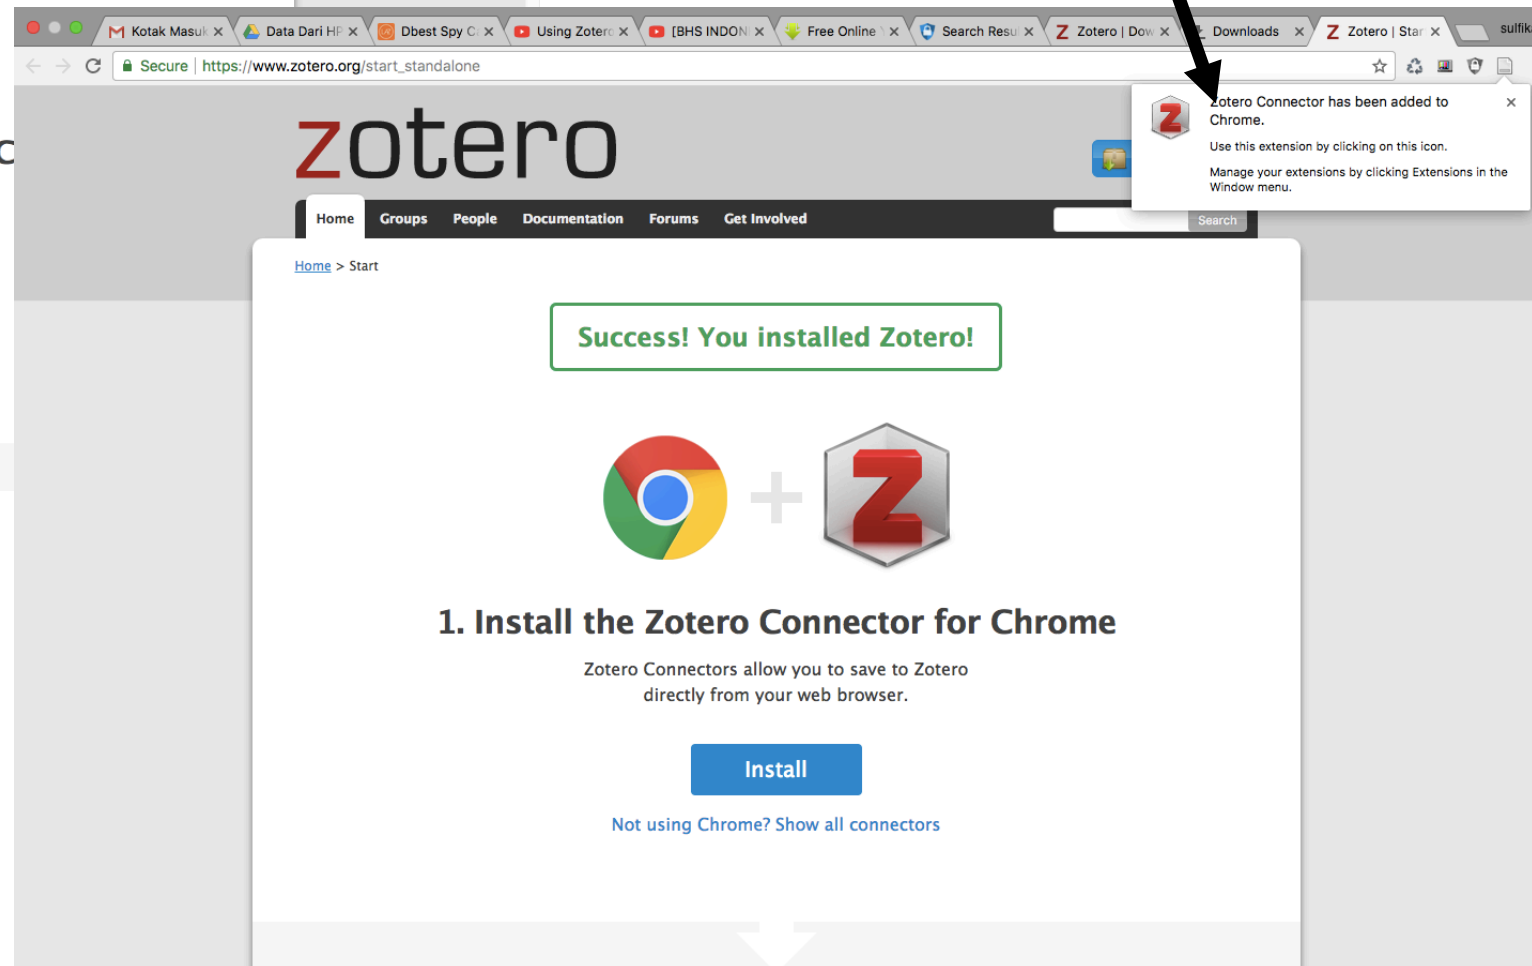 Kotak Masuk
Data Dari HP
Dbest Spy Ca
Using Zotero
[BHS INDON
Free Online Y
Search Resul
Zotero | Dow
Downloads
Zotero | Star
sulfik
Secure | https://www.zotero.org/start_standalone
Zotero Connector has been added to
Chrome.
Use this extension by clicking on this icon.
Manage your extensions by clicking Extensions in the
Window menu.
zotero
Home Groups People Documentation Forums Get Involved
Search
Home > Start
Success! You installed Zotero!
Z
1. Install the Zotero Connector for Chrome
Zotero Connectors allow you to save to Zotero
directly from your web browser.
Install
Not using Chrome? Show all connectors